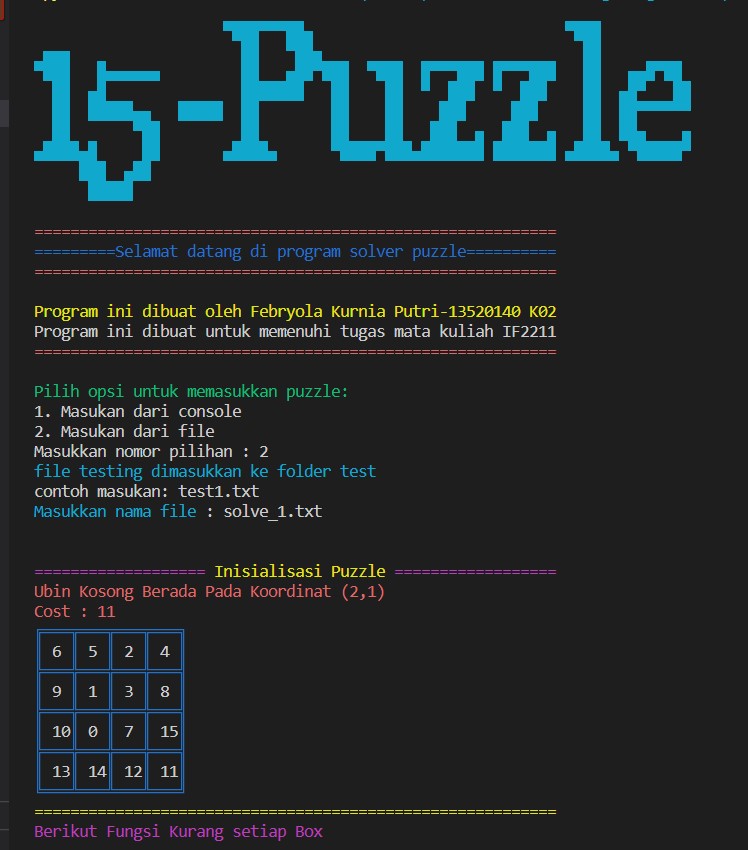 15-Puzzle
==========================================================
=========Selamat datang di program solver puzzle==========
==========================================================
Program ini dibuat oleh Febryola Kurnia Putri-13520140 K02
Program ini dibuat untuk memenuhi tugas mata kuliah IF2211
==========================================================
Pilih opsi untuk memasukkan puzzle:
1. Masukan dari console
2. Masukan dari file
Masukkan nomor pilihan : 2
file testing dimasukkan ke folder test
contoh masukan: test1.txt
Masukkan nama file : solve_1.txt
=================== Inisialisasi Puzzle ==================
Ubin Kosong Berada Pada Koordinat (2,1)
Cost : 11
6 5 2 4
9 1 3 8
10 0 7 15
13 14 12 11
==========================================================
Berikut Fungsi Kurang setiap Box